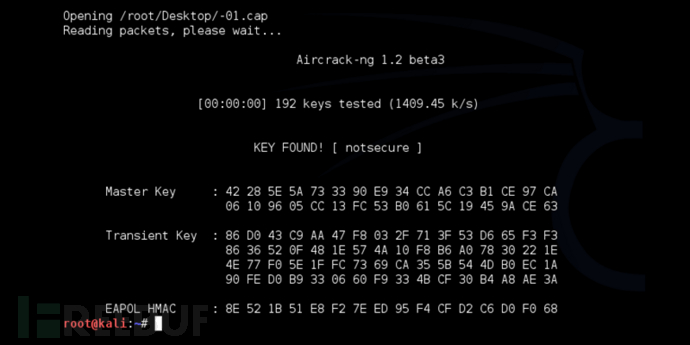 Opening /root/Desktop/-01.cap
Reading packets, please wait...
Aircrack-ng 1.2 beta3
[00:00:00] 192 keys tested (1409.45 k/s)
KEY FOUND! [ notsecure ]
Master Key : 42 28 5E 5A 73 33 90 E9 34 CC A6 C3 B1 CE 97 CA
06 10 96 05 CC 13 FC 53 B0 61 5C 19 45 9A CE 63
Transient Key : 86 D0 43 C9 AA 47 F8 03 2F 71 3F 53 D6 65 F3 F3
86 36 52 0F 48 1E 57 4A 10 F8 B6 A0 78 30 22 1E
4E 77 F0 5E 1F FC 73 69 CA 35 5B 54 4D B0 EC 1A
90 FE D0 B9 33 06 60 F9 33 4B CF 30 B4 A8 AE 3A
EAPOL HMAC : 8E 52 1B 51 E8 F2 7E ED 95 F4 CF D2 C6 D0 F0 68
root@kali:~#
FREEBUF